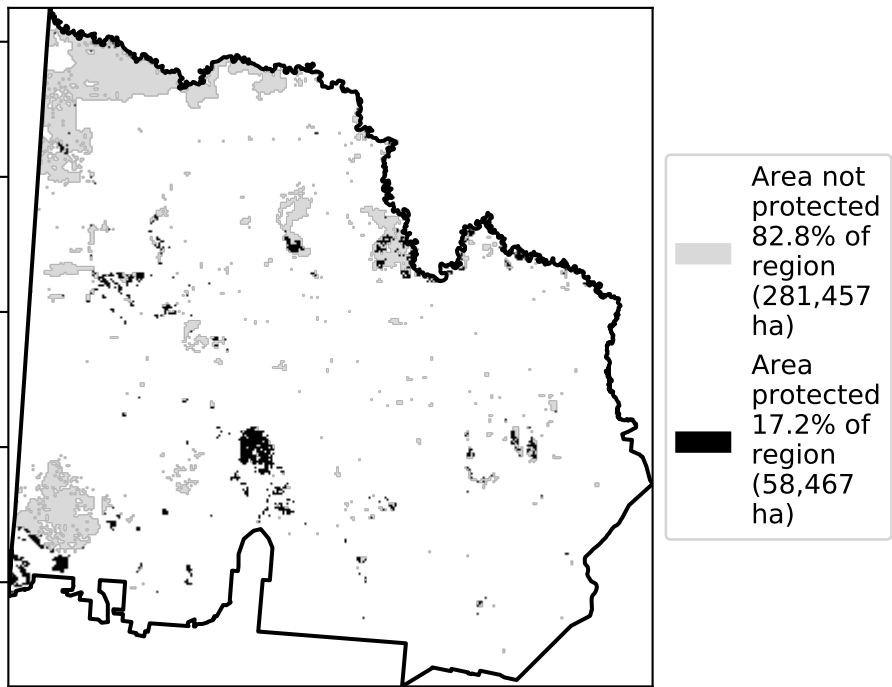 Area not
protected
82.8% of
region
(281,457
ha)
Area
protected
17.2% of
region
(58,467
ha)